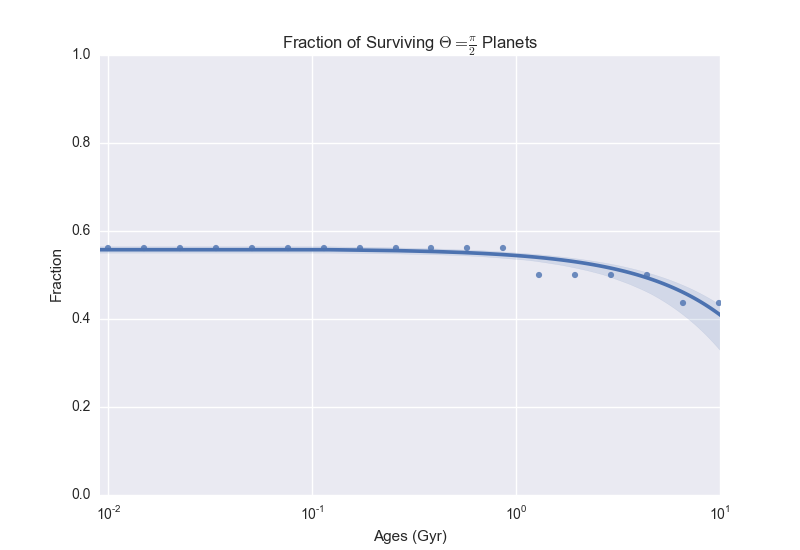 Fraction of Surviving Θ = π/2 Planets
1.0
0.8
0.6
0.4
0.2
0.0
Fraction
10⁻² 10⁻¹ 10⁰ 10¹
Ages (Gyr)